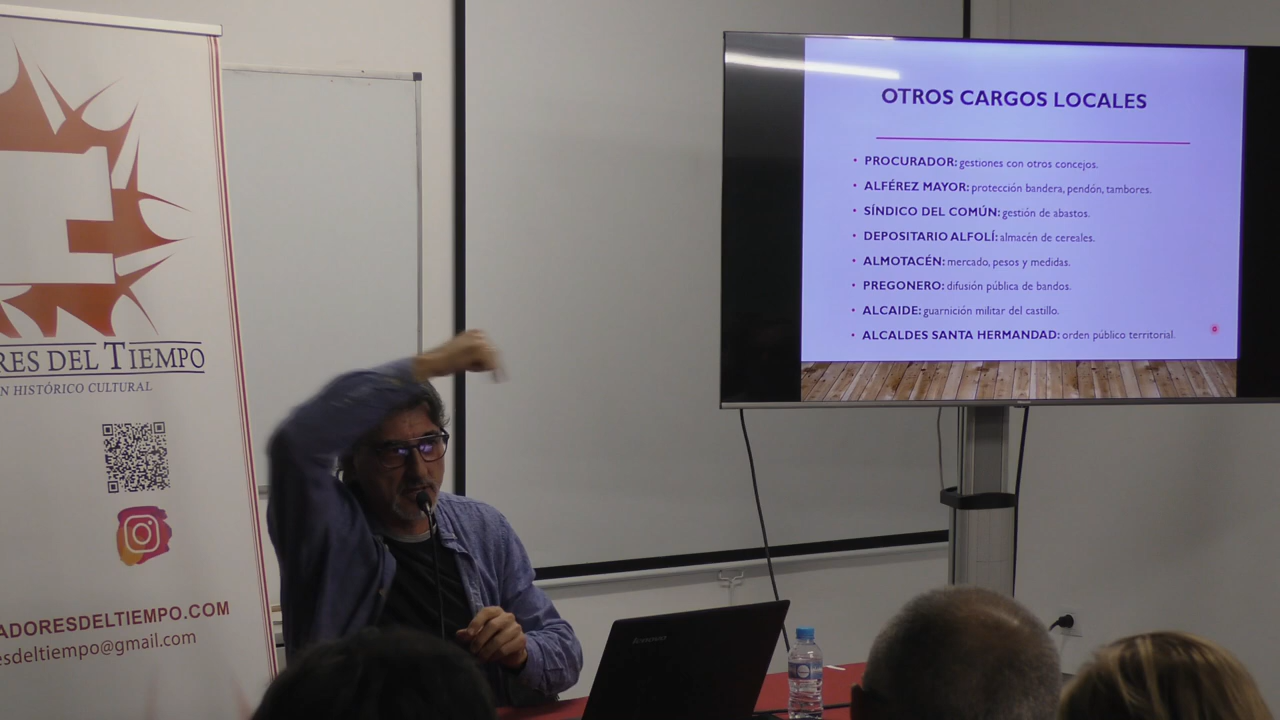 OTROS CARGOS LOCALES
• PROCURADOR: gestiones con otros concejos.
• ALFÉREZ MAYOR: protección bandera, pendón, tambores.
• SÍNDICO DEL COMÚN: gestión de abastos.
• DEPOSITARIO ALFOLÍ: almacén de cereales.
• ALMOTACÉN: mercado, pesos y medidas.
• PREGONERO: difusión pública de bandos.
• ALCAIDE: guarnición militar del castillo.
• ALCALDES SANTA HERMANDAD: orden público territorial.
RES DEL TIEMPO
N HISTÓRICO CULTURAL
ADORESDELTIEMPO.COM
esdeltiempo@gmail.com
lenovo